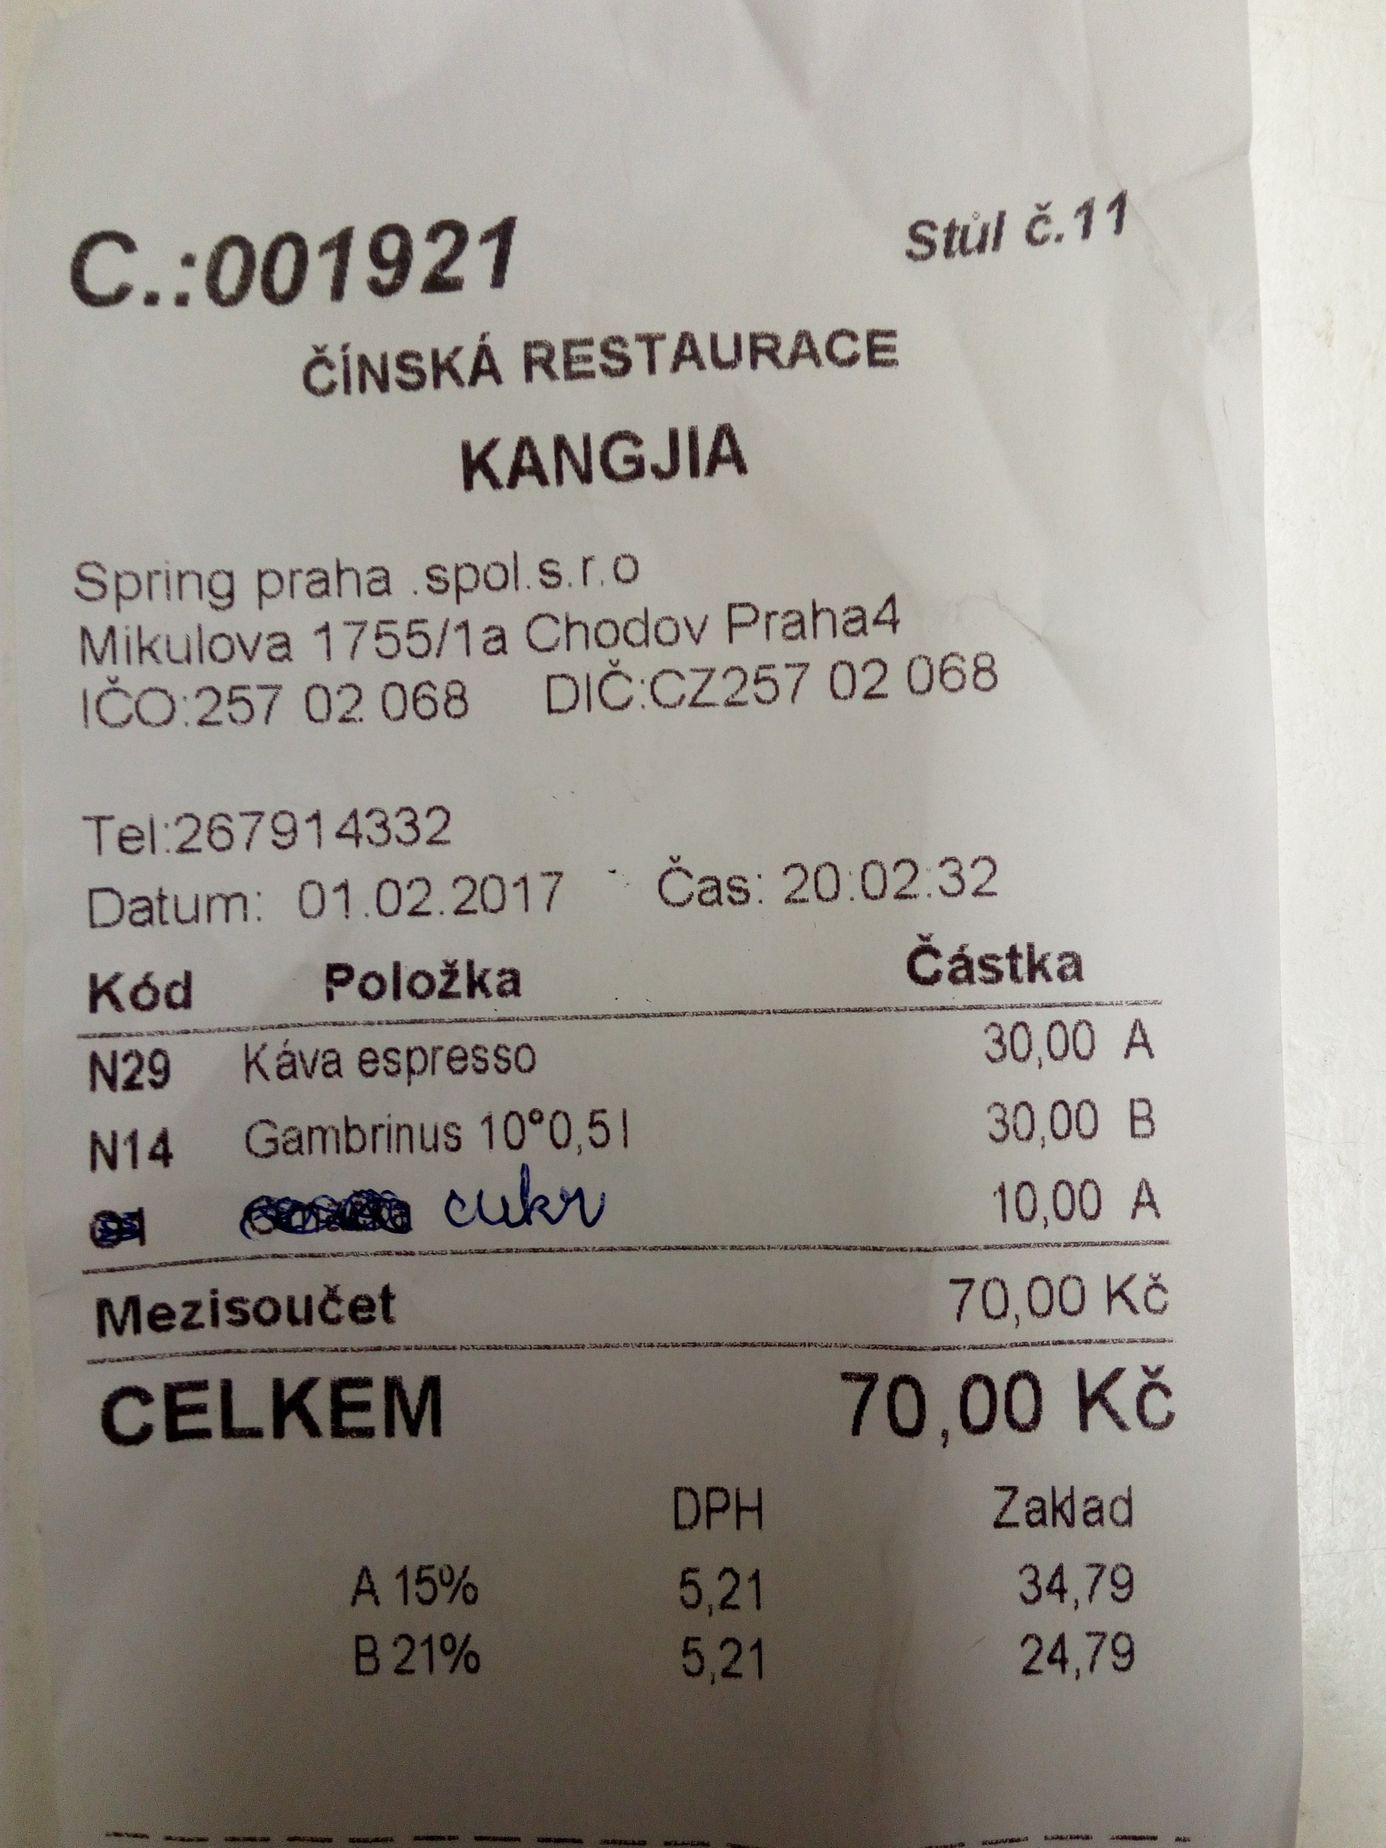 C.:001921 Stůl č.11
ČÍNSKÁ RESTAURACE
KANGJIA
Spring praha .spol.s.r.o
Mikulova 1755/1a Chodov Praha4
IČO:257 02 068 DIČ:CZ257 02 068
Tel:267914332
Datum: 01.02.2017 Čas: 20:02:32
Kód Položka Částka
N29 Káva espresso 30,00 A
N14 Gambrinus 10°0,5l 30,00 B
cukr 10,00 A
Mezisoučet 70,00 Kč
CELKEM 70,00 Kč
DPH Zaklad
A 15% 5,21 34,79
B 21% 5,21 24,79